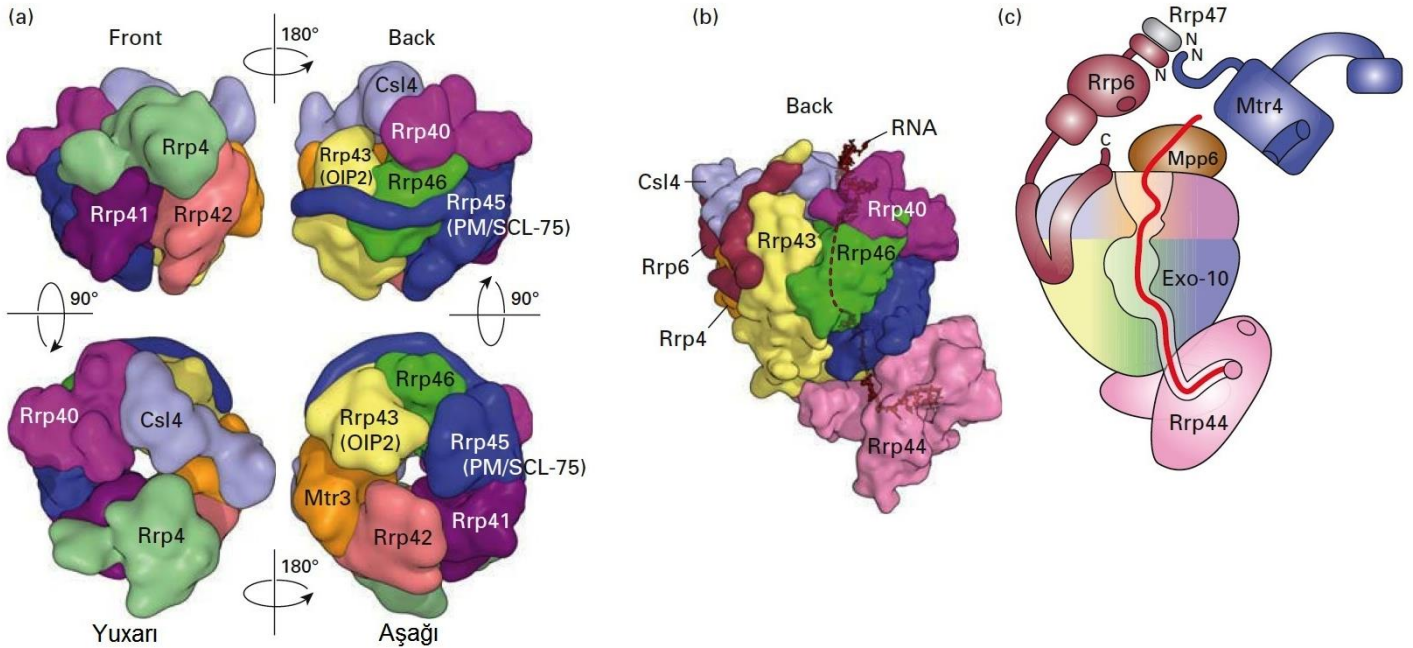 (a)
Front
180°
Back
Rrp4
Rrp41
Rrp42
Csl4
Rrp40
Rrp43
(OIP2)
Rrp46
Rrp45
(PM/SCL-75)
90°
90°
Rrp40
Csl4
Rrp4
Rrp46
Rrp43
(OIP2)
Rrp45
(PM/SCL-75)
Mtr3
Rrp42
Rrp41
180°
Yuxarı
Aşağı
(b)
Back
RNA
Csl4
Rrp40
Rrp43
Rrp46
Rrp6
Rrp4
Rrp44
(c)
Rrp47
N
N
N
Rrp6
Mtr4
C
Mpp6
Exo-10
Rrp44